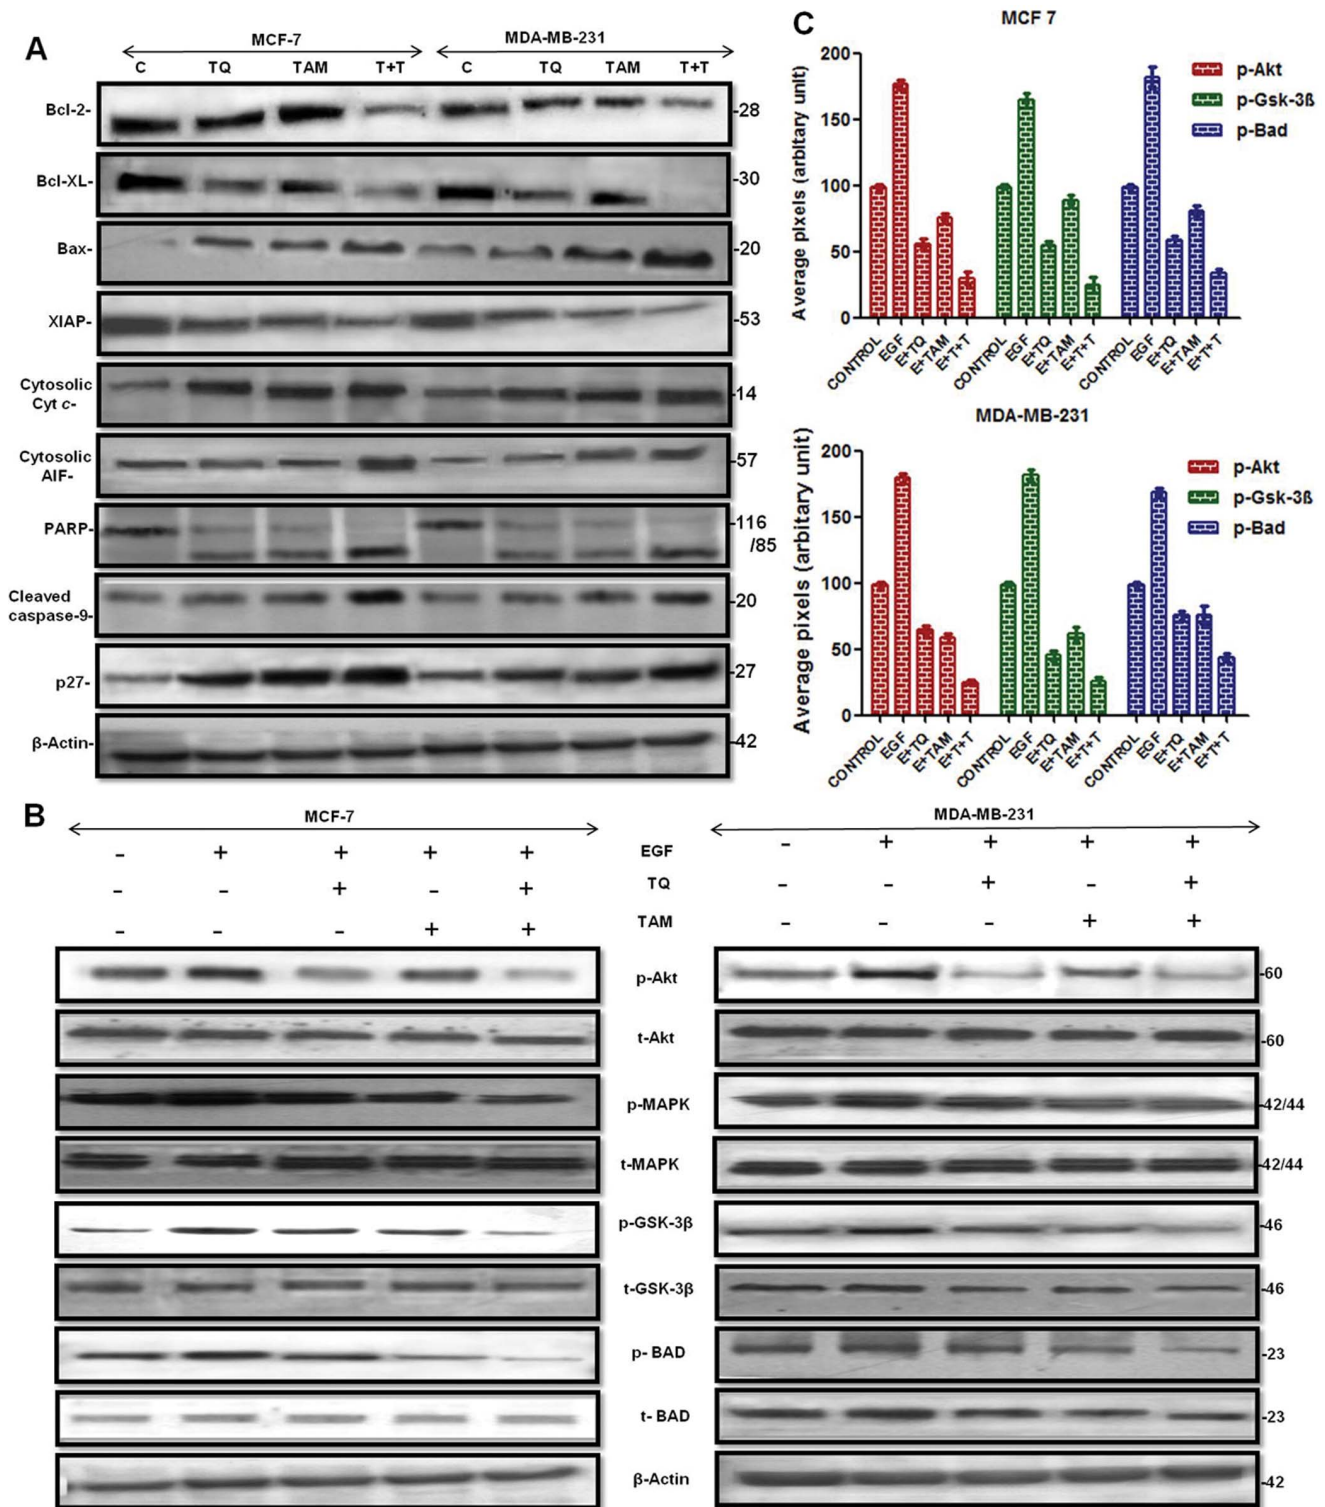 A
MCF-7 MDA-MB-231
C TQ TAM T+T C TQ TAM T+T
Bcl-2- -28
Bcl-XL- -30
Bax- -20
XIAP- -53
Cytosolic
Cyt c- -14
Cytosolic
AIF- -57
PARP- -116
/85
Cleaved
caspase-9- -20
p27- -27
β-Actin- -42
C
MCF 7
Average pixels (arbitary unit)
200
150
100
50
0
p-Akt
p-Gsk-3ß
p-Bad
CONTROL EGF E+TQ E+TAM E+T+T CONTROL EGF E+TQ E+TAM E+T+T CONTROL EGF E+TQ E+TAM E+T+T
MDA-MB-231
Average pixels (arbitary unit)
200
150
100
50
0
p-Akt
p-Gsk-3ß
p-Bad
CONTROL EGF E+TQ E+TAM E+T+T CONTROL EGF E+TQ E+TAM E+T+T CONTROL EGF E+TQ E+TAM E+T+T
B
MCF-7 MDA-MB-231
- + + + + EGF - + + + +
- - + - + TQ - - + - +
- - - + + TAM - - - + +
p-Akt -60
t-Akt -60
p-MAPK -42/44
t-MAPK -42/44
p-GSK-3β -46
t-GSK-3β -46
p- BAD -23
t- BAD -23
β-Actin -42